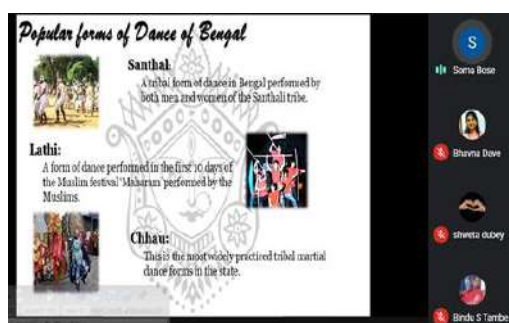 Popular forms of Dance of Bengal
Santhal:
A tribal form of dance in Bengal performed by
both men and women of the Santhali tribe.
Lathi:
A form of dance performed in the first 10 days of
the Muslim festival 'Maharam' performed by the
Muslims.
Chhau:
This is the most widely practiced tribal martial
dance forms in the state.
S
Soma Bose
Bhavna Dave
shweta dubey
Bindu S Tambe